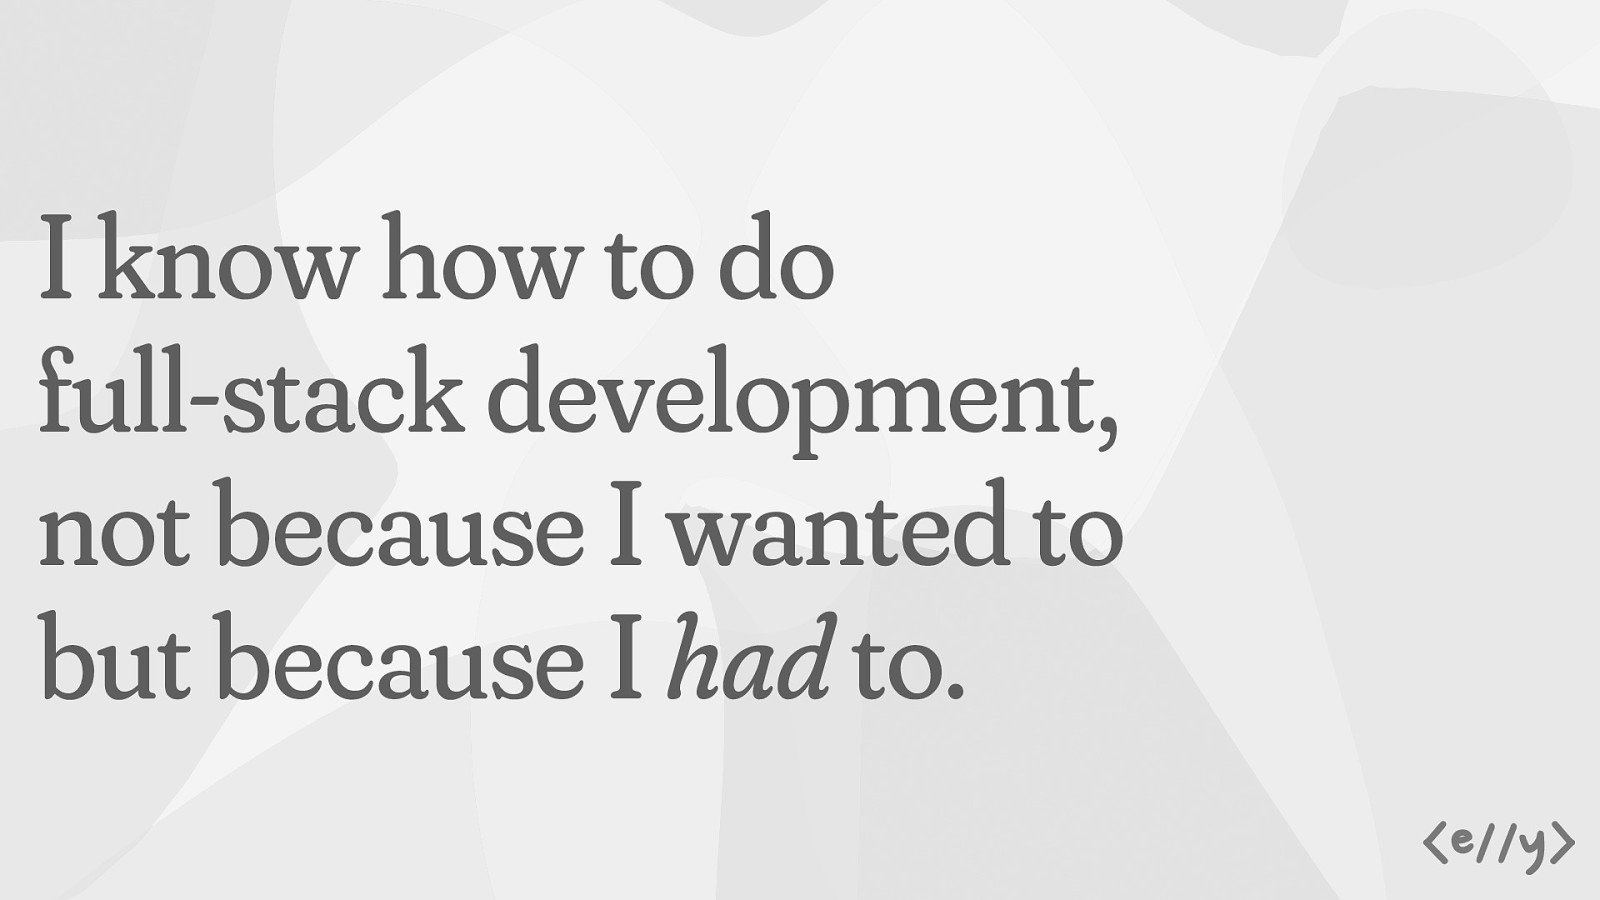 I know how to do
full-stack development,
not because I wanted to
but because I had to.
<e//y>